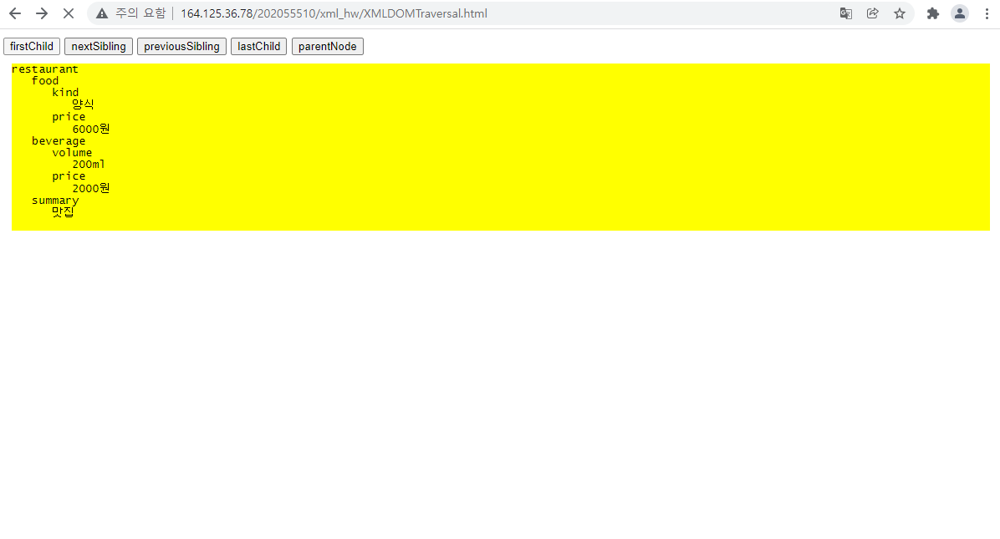 주의 요함 164.125.36.78/202055510/xml_hw/XMLDOMTraversal.html
firstChild nextSibling previousSibling lastChild parentNode
restaurant
food
kind
양식
price
6000원
beverage
volume
200ml
price
2000원
summary
맛집